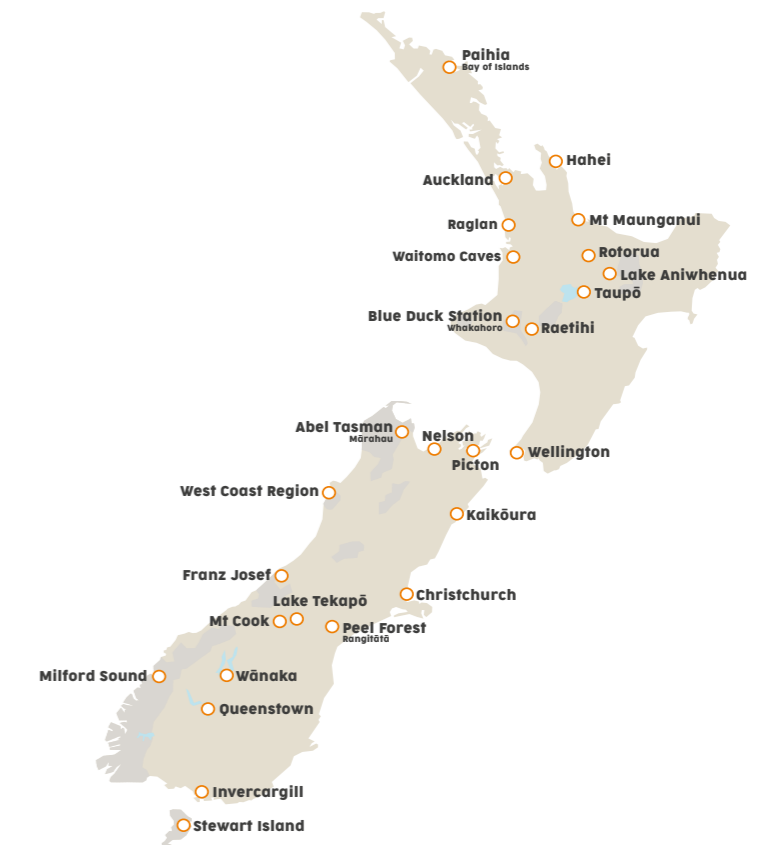 Paihia
Bay of Islands
Hahei
Auckland
Mt Maunganui
Raglan
Rotorua
Waitomo Caves
Lake Aniwhenua
Taupō
Blue Duck Station
Whakahoro
Raetihi
Abel Tasman
Mārahau
Nelson
Wellington
Picton
West Coast Region
Kaikōura
Franz Josef
Christchurch
Lake Tekapō
Mt Cook
Peel Forest
Rangitātā
Milford Sound
Wānaka
Queenstown
Invercargill
Stewart Island